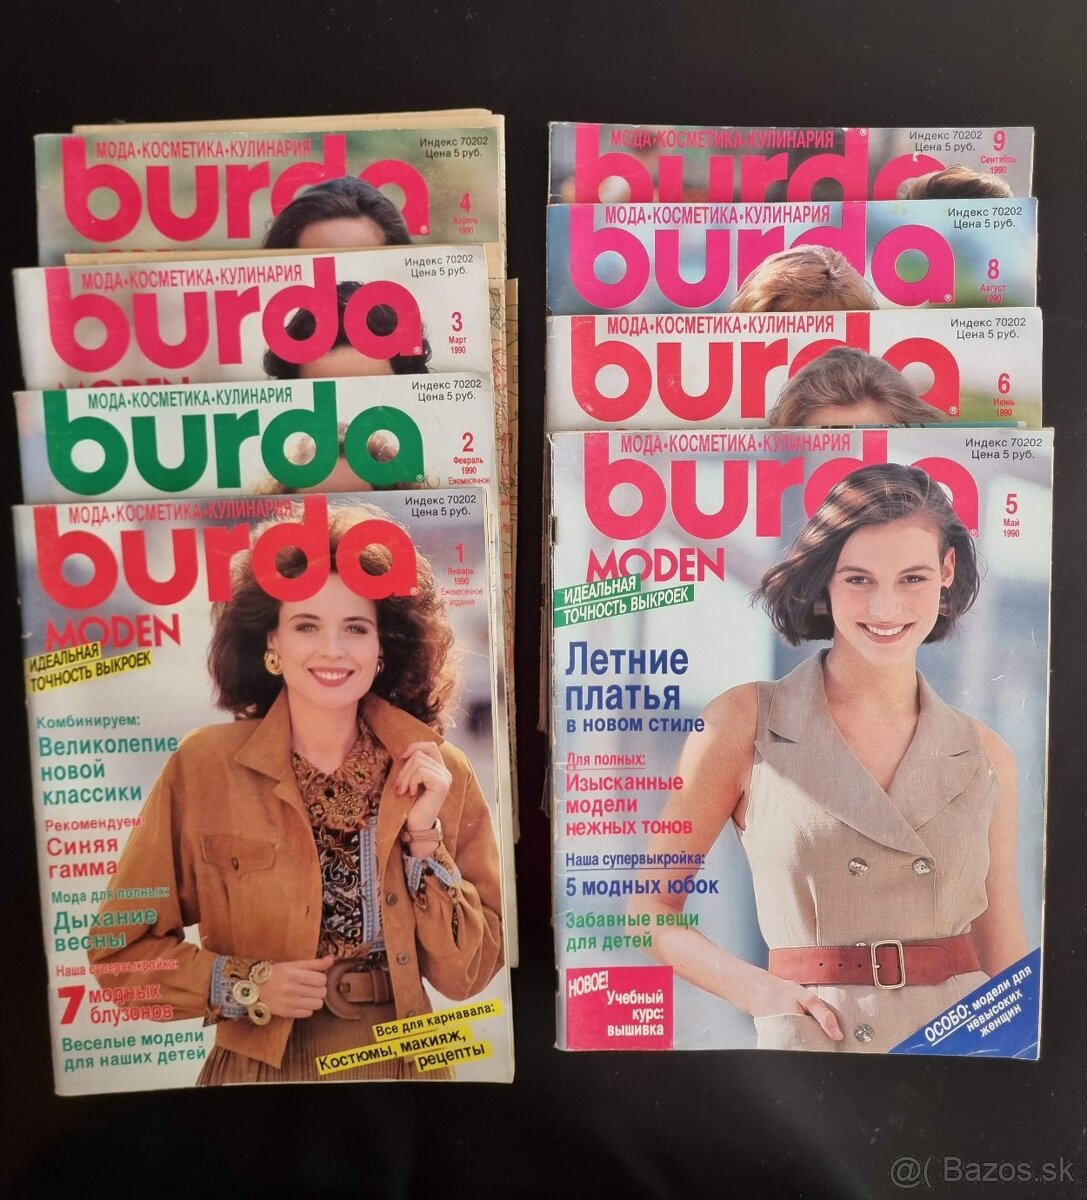 МОДА•КОСМЕТИКА•КУЛИНАРИЯ
Индекс 70202
Цена 5 руб.
burda
4
Апрель
1990
МОДА•КОСМЕТИКА•КУЛИНАРИЯ
Индекс 70202
Цена 5 руб.
burda
3
Март
1990
MODEN
МОДА•КОСМЕТИКА•КУЛИНАРИЯ
Индекс 70202
Цена 5 руб.
burda
2
Февраль
1990
Ежемесячное
МОДА•КОСМЕТИКА•КУЛИНАРИЯ
Индекс 70202
Цена 5 руб.
burda
1
Январь
1990
Ежемесячное
издание
MODEN
ИДЕАЛЬНАЯ
ТОЧНОСТЬ ВЫКРОЕК
Комбинируем:
Великолепие
новой
классики
Рекомендуем:
Синяя
гамма
Мода для полных:
Дыхание
весны
Наша супервыкройка:
7 модных
блузонов
Веселые модели
для наших детей
Все для карнавала:
Костюмы, макияж,
рецепты
МОДА•КОСМЕТИКА•КУЛИНАРИЯ
Индекс 70202
Цена 5 руб.
burda
9
Сентябрь
1990
МОДА•КОСМЕТИКА•КУЛИНАРИЯ
Индекс 70202
Цена 5 руб.
burda
8
Август
1990
МОДА•КОСМЕТИКА•КУЛИНАРИЯ
Индекс 70202
Цена 5 руб.
burda
6
Июнь
1990
МОДА•КОСМЕТИКА•КУЛИНАРИЯ
Индекс 70202
Цена 5 руб.
burda
5
Май
1990
MODEN
ИДЕАЛЬНАЯ
ТОЧНОСТЬ ВЫКРОЕК
Летние
платья
в новом стиле
Для полных:
Изысканные
модели
нежных тонов
Наша супервыкройка:
5 модных юбок
Забавные вещи
для детей
НОВОЕ!
Учебный
курс:
вышивка
ОСОБО: модели для
невысоких
женщин
@( Bazos.sk